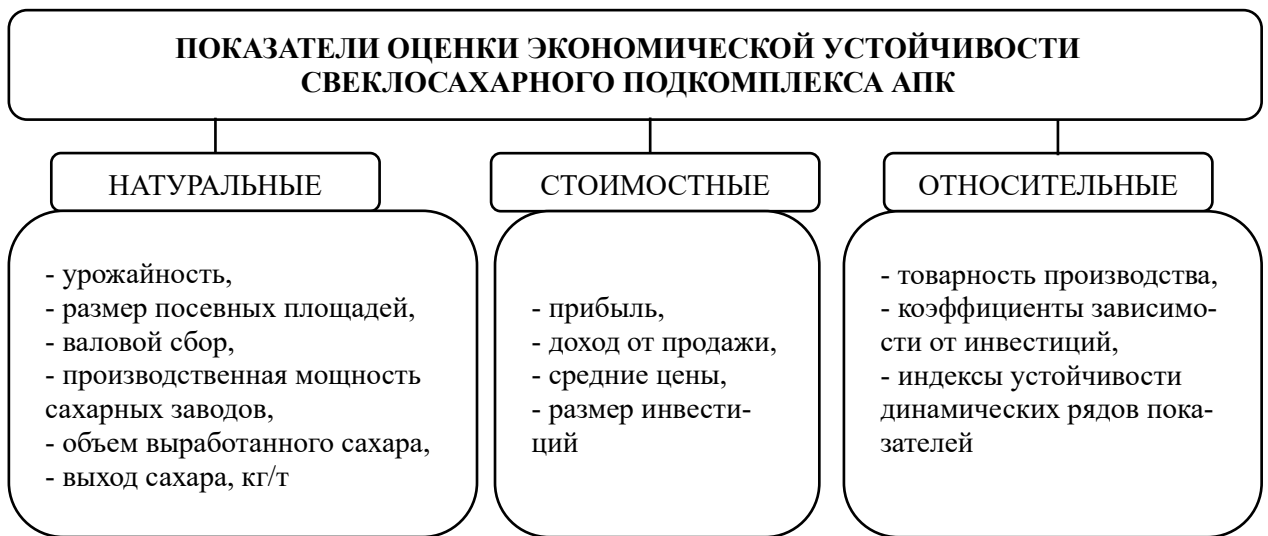 ПОКАЗАТЕЛИ ОЦЕНКИ ЭКОНОМИЧЕСКОЙ УСТОЙЧИВОСТИ
СВЕКЛОСАХАРНОГО ПОДКОМПЛЕКСА АПК
НАТУРАЛЬНЫЕ
- урожайность,
- размер посевных площадей,
- валовой сбор,
- производственная мощность
сахарных заводов,
- объем выработанного сахара,
- выход сахара, кг/т
СТОИМОСТНЫЕ
- прибыль,
- доход от продажи,
- средние цены,
- размер инвести-
ций
ОТНОСИТЕЛЬНЫЕ
- товарность производства,
- коэффициенты зависимо-
сти от инвестиций,
- индексы устойчивости
динамических рядов пока-
зателей